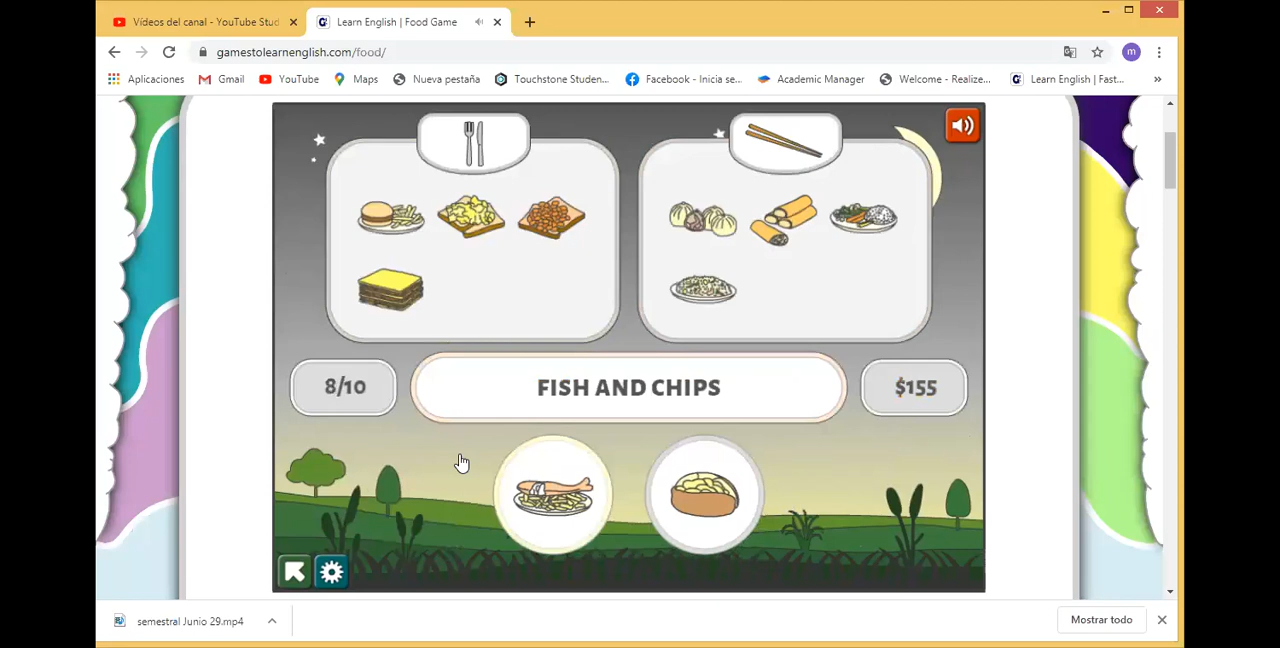 Vídeos del canal - YouTube Stud
Learn English | Food Game
gamestolearnenglish.com/food/
m
Aplicaciones
Gmail
YouTube
Maps
Nueva pestaña
Touchstone Studen...
Facebook - Inicia se...
Academic Manager
Welcome - Realize...
Learn English | Fast...
»
8/10
FISH AND CHIPS
$155
semestral Junio 29.mp4
Mostrar todo